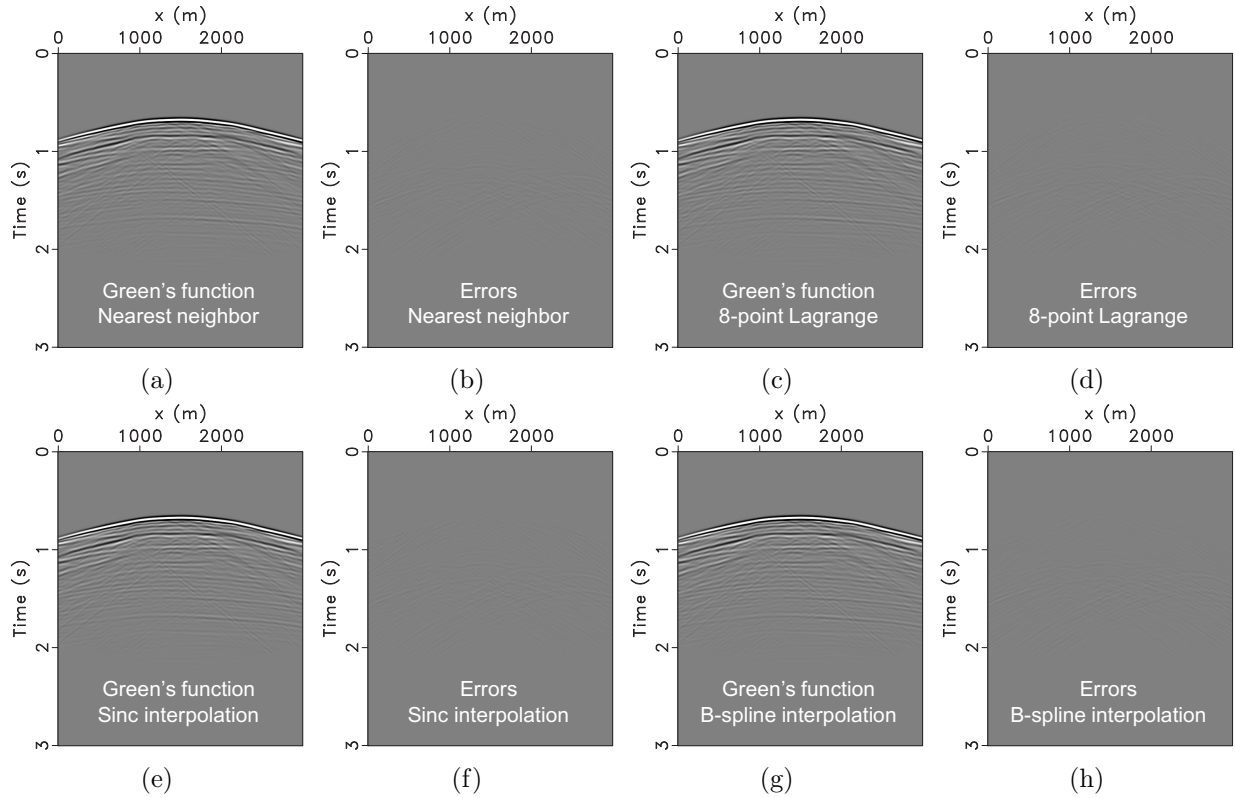 x (m) x (m) x (m) x (m)
0 1000 2000 0 1000 2000 0 1000 2000 0 1000 2000
0 0 0 0
1 1 1 1
Time (s) Time (s) Time (s) Time (s)
2 2 2 2
Green's function Errors Green's function Errors
Nearest neighbor Nearest neighbor 8-point Lagrange 8-point Lagrange
3 3 3 3
(a) (b) (c) (d)
x (m) x (m) x (m) x (m)
0 1000 2000 0 1000 2000 0 1000 2000 0 1000 2000
0 0 0 0
1 1 1 1
Time (s) Time (s) Time (s) Time (s)
2 2 2 2
Green's function Errors Green's function Errors
Sinc interpolation Sinc interpolation B-spline interpolation B-spline interpolation
3 3 3 3
(e) (f) (g) (h)